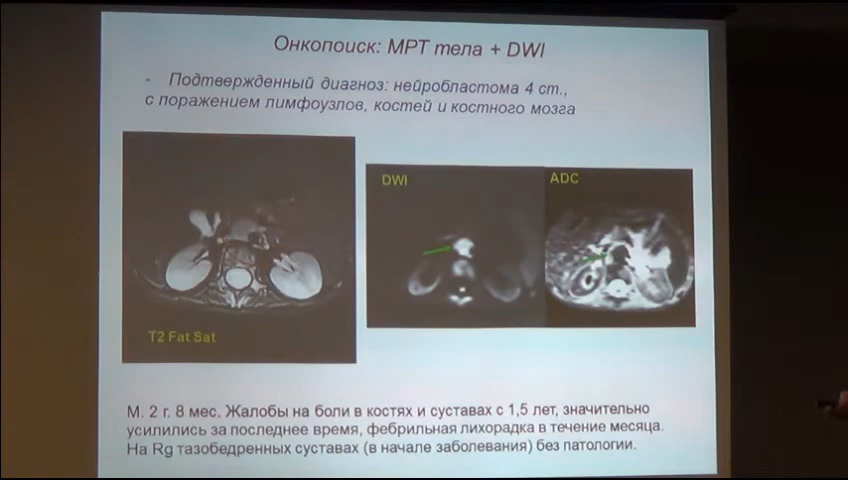 Онкопоиск: МРТ тела + DWI
- Подтвержденный диагноз: нейробластома 4 ст.,
с поражением лимфоузлов, костей и костного мозга
DWI
ADC
T2 Fat Sat
М. 2 г. 8 мес. Жалобы на боли в костях и суставах с 1,5 лет, значительно
усилились за последнее время, фебрильная лихорадка в течение месяца.
На Rg тазобедренных суставах (в начале заболевания) без патологии.